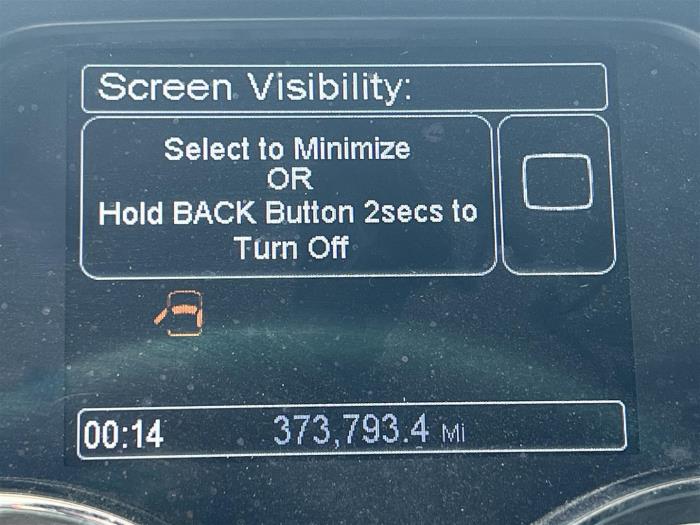 Screen Visibility:
Select to Minimize
OR
Hold BACK Button 2secs to
Turn Off
00:14 373,793.4 Mi